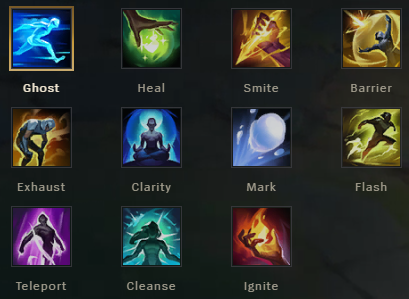 Ghost Heal Smite Barrier
Exhaust Clarity Mark Flash
Teleport Cleanse Ignite